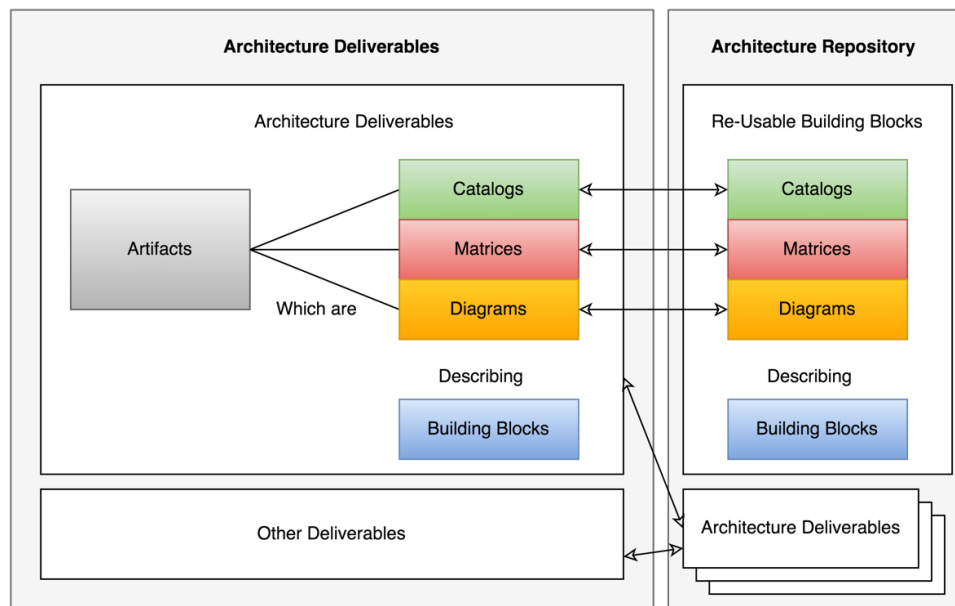 Architecture Deliverables
Architecture Deliverables
Artifacts
Catalogs
Matrices
Diagrams
Which are
Describing
Building Blocks
Other Deliverables
Architecture Repository
Re-Usable Building Blocks
Catalogs
Matrices
Diagrams
Describing
Building Blocks
Architecture Deliverables